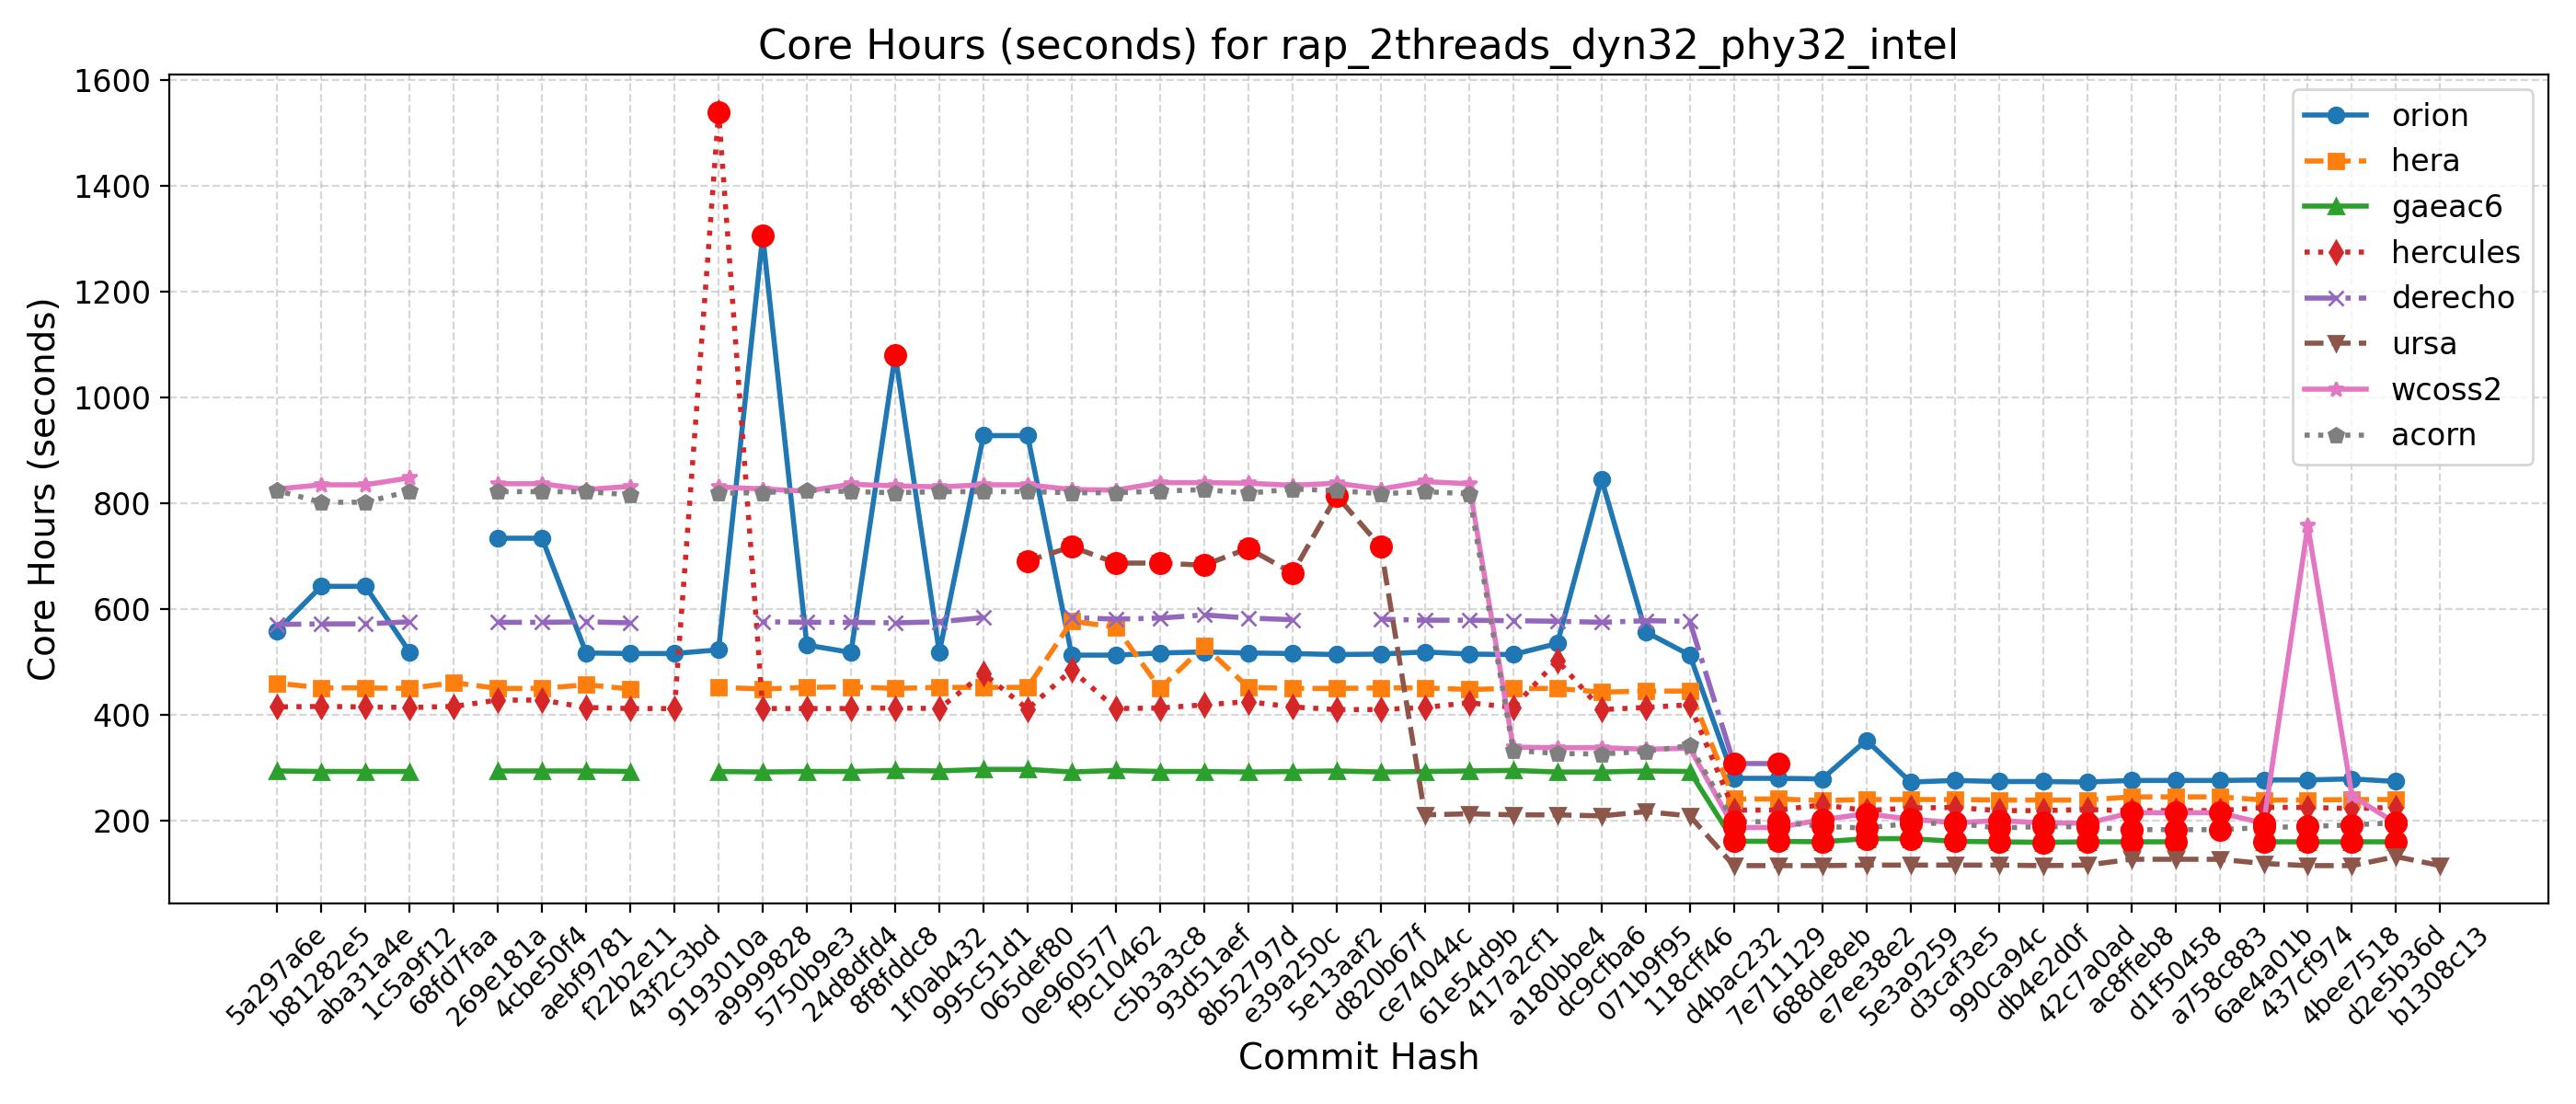 Core Hours (seconds) for rap_2threads_dyn32_phy32_intel
Core Hours (seconds)
1600
1400
1200
1000
800
600
400
200
orion
hera
gaeac6
hercules
derecho
ursa
wcoss2
acorn
5a297a6e
b81282e5
aba31a4e
1c5a9f12
68fd7faa
269e181a
4cbe50f4
aebf9781
f22b2e11
43f2c3bd
9193010a
a9999828
5750b9e3
24d8dfd4
8f8fddc8
1f0ab432
995c51d1
065def80
0e960577
f9c10462
c5b3a3c8
93d51aef
8b52797d
e39a250c
5e13aaf2
d820b67f
ce74044c
61e54d9b
417a2cf1
a180bbe4
dc9cfba6
071b9f95
118cff46
d4bac232
7e711129
688de8eb
e7ee38e2
5e3a9259
d3caf3e5
990ca94c
db4e2d0f
42c7a0ad
ac8ffeb8
d1f50458
a758c883
6ae4a01b
437cf974
4bee7518
d2e5b36d
b1308c13
Commit Hash